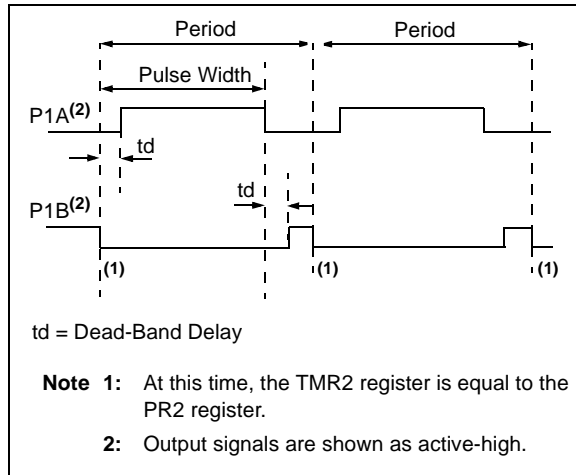 Period
Period
Pulse Width
P1A(2)
td
td
P1B(2)
(1)
(1)
(1)
td = Dead-Band Delay
Note 1: At this time, the TMR2 register is equal to the
PR2 register.
2: Output signals are shown as active-high.